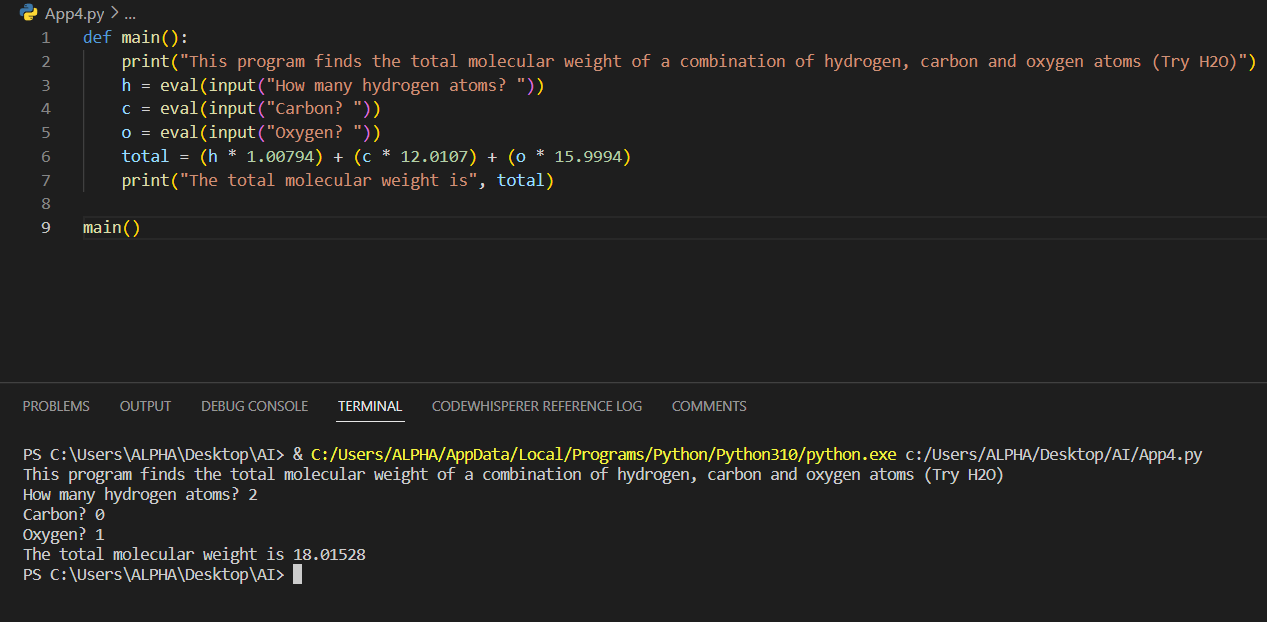 App4.py > ...
1 def main():
2     print("This program finds the total molecular weight of a combination of hydrogen, carbon and oxygen atoms (Try H2O)")
3     h = eval(input("How many hydrogen atoms? "))
4     c = eval(input("Carbon? "))
5     o = eval(input("Oxygen? "))
6     total = (h * 1.00794) + (c * 12.0107) + (o * 15.9994)
7     print("The total molecular weight is", total)
8
9 main()
PROBLEMS OUTPUT DEBUG CONSOLE TERMINAL CODEWHISPERER REFERENCE LOG COMMENTS
PS C:\Users\ALPHA\Desktop\AI> & C:/Users/ALPHA/AppData/Local/Programs/Python/Python310/python.exe c:/Users/ALPHA/Desktop/AI/App4.py
This program finds the total molecular weight of a combination of hydrogen, carbon and oxygen atoms (Try H2O)
How many hydrogen atoms? 2
Carbon? 0
Oxygen? 1
The total molecular weight is 18.01528
PS C:\Users\ALPHA\Desktop\AI>